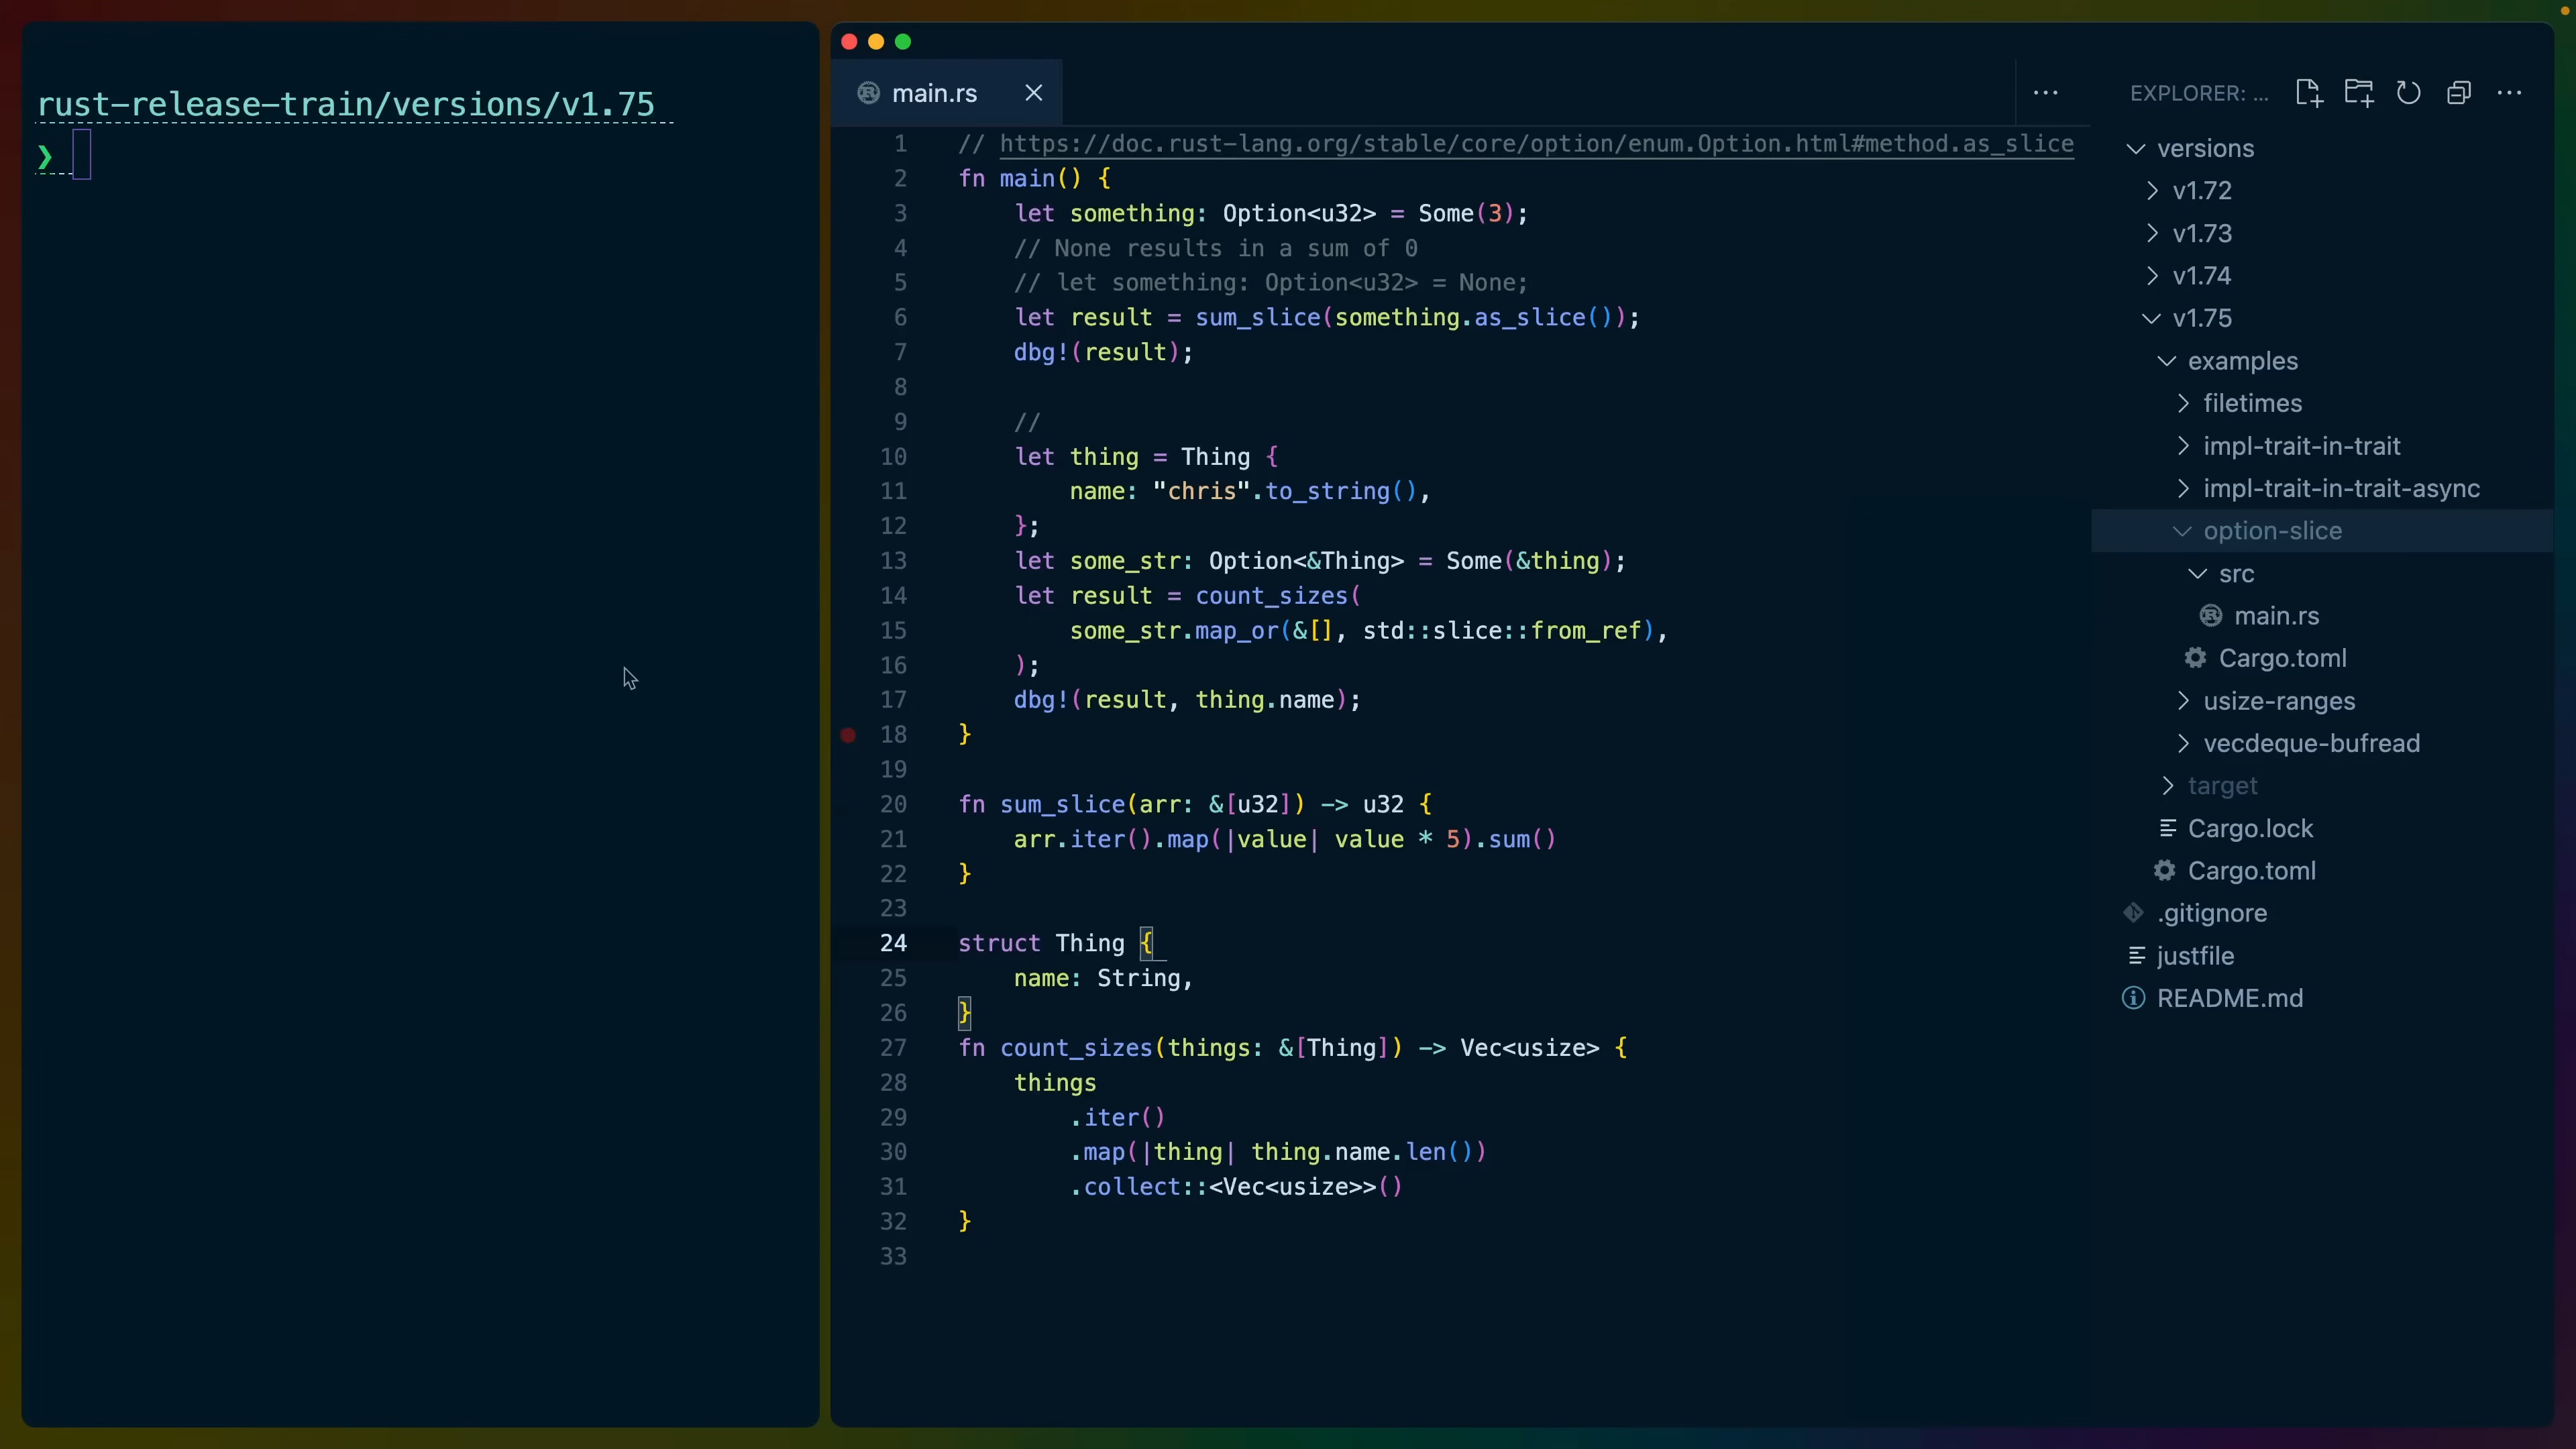 rust-release-train/versions/v1.75
❯
main.rs
EXPLORER: ...
1 // https://doc.rust-lang.org/stable/core/option/enum.Option.html#method.as_slice
2 fn main() {
3     let something: Option<u32> = Some(3);
4     // None results in a sum of 0
5     // let something: Option<u32> = None;
6     let result = sum_slice(something.as_slice());
7     dbg!(result);
8
9     //
10     let thing = Thing {
11         name: "chris".to_string(),
12     };
13     let some_str: Option<&Thing> = Some(&thing);
14     let result = count_sizes(
15         some_str.map_or(&[], std::slice::from_ref),
16     );
17     dbg!(result, thing.name);
18 }
19
20 fn sum_slice(arr: &[u32]) -> u32 {
21     arr.iter().map(|value| value * 5).sum()
22 }
23
24 struct Thing {
25     name: String,
26 }
27 fn count_sizes(things: &[Thing]) -> Vec<usize> {
28     things
29         .iter()
30         .map(|thing| thing.name.len())
31         .collect::<Vec<usize>>()
32 }
33
versions
v1.72
v1.73
v1.74
v1.75
examples
filetimes
impl-trait-in-trait
impl-trait-in-trait-async
option-slice
src
main.rs
Cargo.toml
usize-ranges
vecdeque-bufread
target
Cargo.lock
Cargo.toml
.gitignore
justfile
README.md